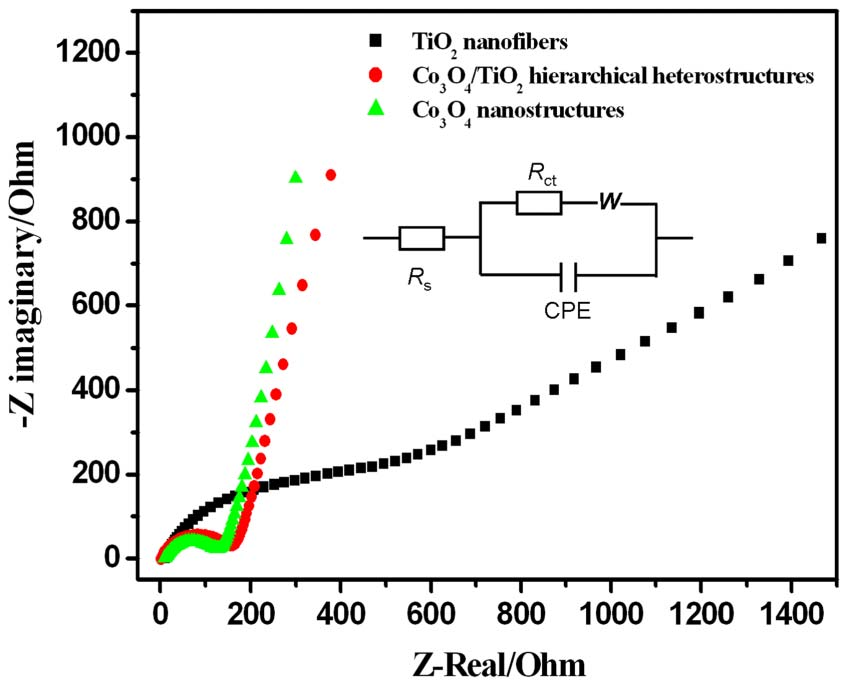 1200
1000
800
600
400
200
0
-Z imaginary/Ohm
TiO2 nanofibers
Co3O4/TiO2 hierarchical heterostructures
Co3O4 nanostructures
Rct
W
Rs
CPE
0 200 400 600 800 1000 1200 1400
Z-Real/Ohm